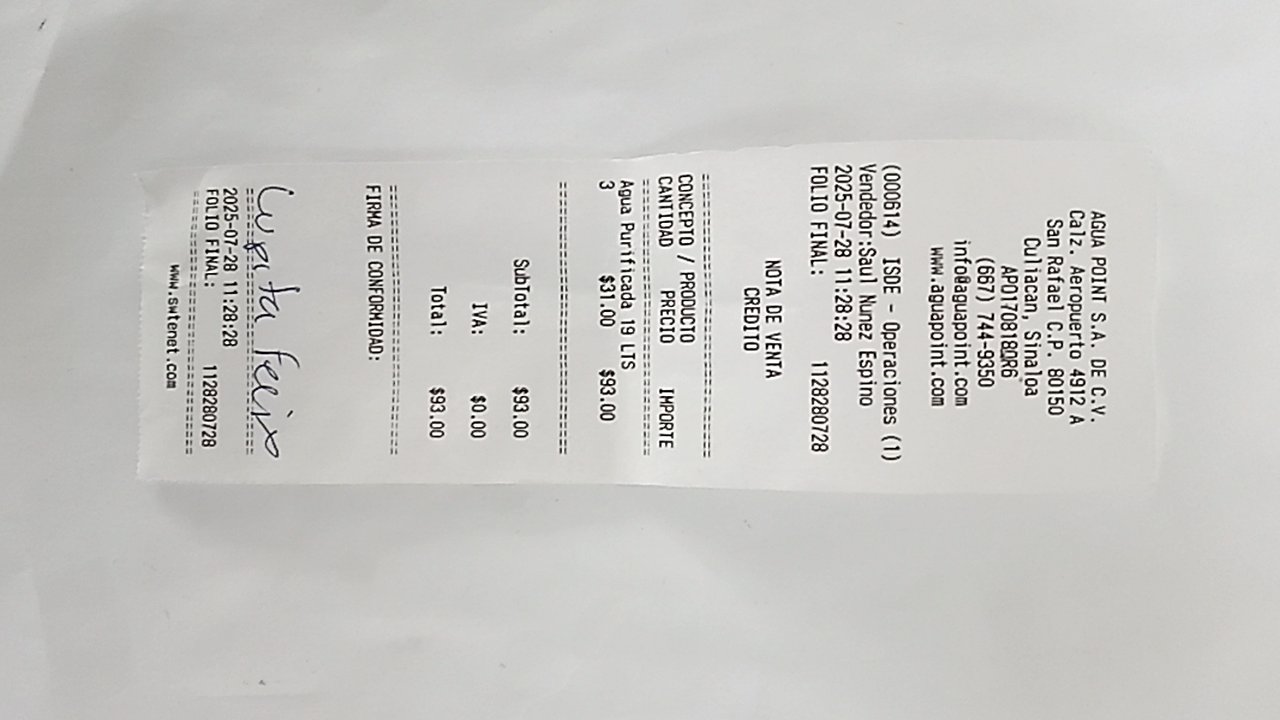 AGUA POINT S.A. DE C.V.
Calz. Aeropuerto 4912 A
San Rafael C.P. 80150
Culiacan, Sinaloa
APO1708180R6
(667) 744-9350
info@aguapoint.com
www.aguapoint.com
(000614) ISDE - Operaciones (1)
Vendedor:Saul Nunez Espino
2025-07-28 11:28:28
FOLIO FINAL: 1128280728
NOTA DE VENTA
CREDITO
CONCEPTO / PRODUCTO
CANTIDAD PRECIO IMPORTE
Agua Purificada 19 LTS
3 $31.00 $93.00
SubTotal: $93.00
IVA: $0.00
Total: $93.00
FIRMA DE CONFORMIDAD:
Lupita Felix
2025-07-28 11:28:28
FOLIO FINAL: 1128280728
www.swtenet.com